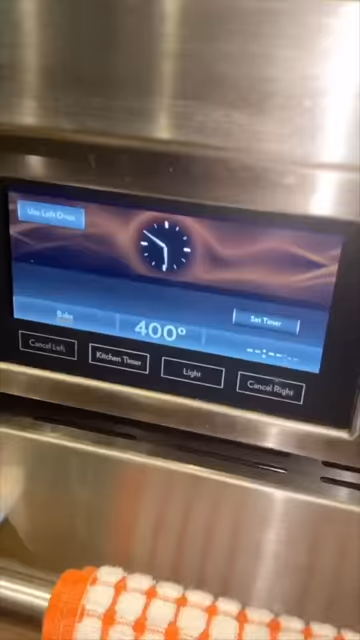 Use Left Oven
Set Timer
Bake
400°
--:--
Cancel Left
Kitchen Timer
Light
Cancel Right